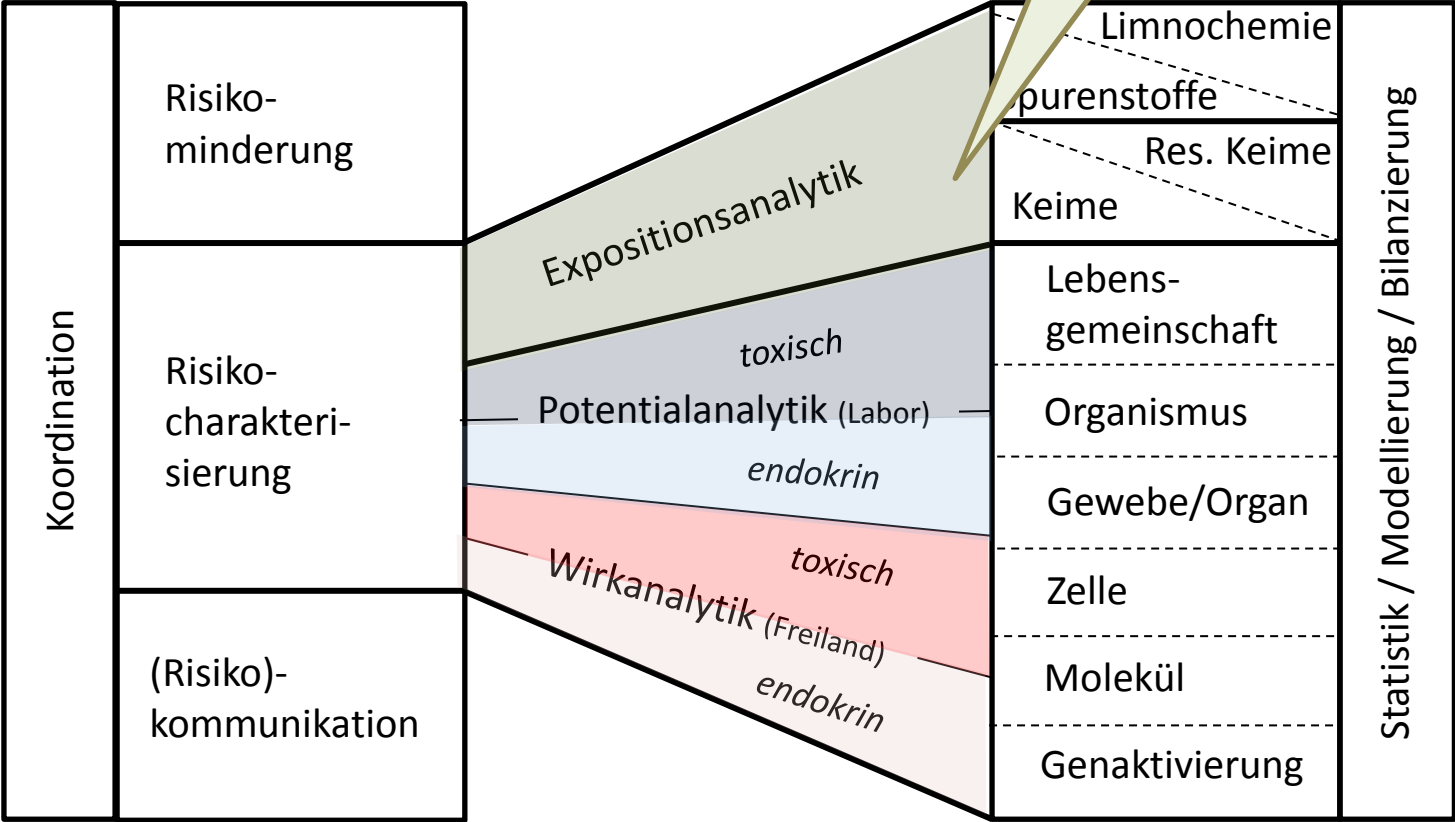 Koordination
Risiko-
minderung
Risiko-
charakteri-
sierung
(Risiko)-
kommunikation
Expositionsanalytik
toxisch
Potentialanalytik (Labor)
endokrin
toxisch
Wirkanalytik (Freiland)
endokrin
Limnochemie
purenstoffe
Res. Keime
Keime
Lebens-
gemeinschaft
Organismus
Gewebe/Organ
Zelle
Molekül
Genaktivierung
Statistik / Modellierung / Bilanzierung